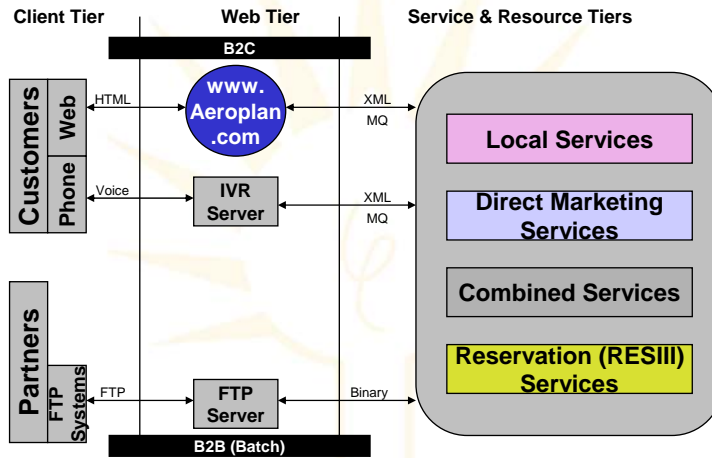 Client Tier
Web Tier
Service & Resource Tiers
B2C
Customers
Web
Phone
HTML
www.
Aeroplan
.com
XML
MQ
Voice
IVR
Server
XML
MQ
Local Services
Direct Marketing
Services
Combined Services
Reservation (RESIII)
Services
Partners
FTP
Systems
FTP
FTP
Server
Binary
B2B (Batch)